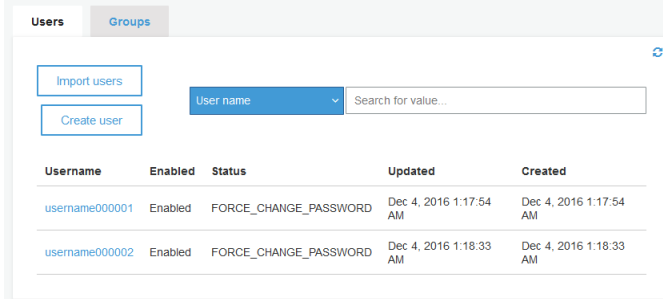 Users Groups
Import users
User name Search for value...
Create user
Username Enabled Status Updated Created
username000001 Enabled FORCE_CHANGE_PASSWORD Dec 4, 2016 1:17:54 AM Dec 4, 2016 1:17:54 AM
username000002 Enabled FORCE_CHANGE_PASSWORD Dec 4, 2016 1:18:33 AM Dec 4, 2016 1:18:33 AM